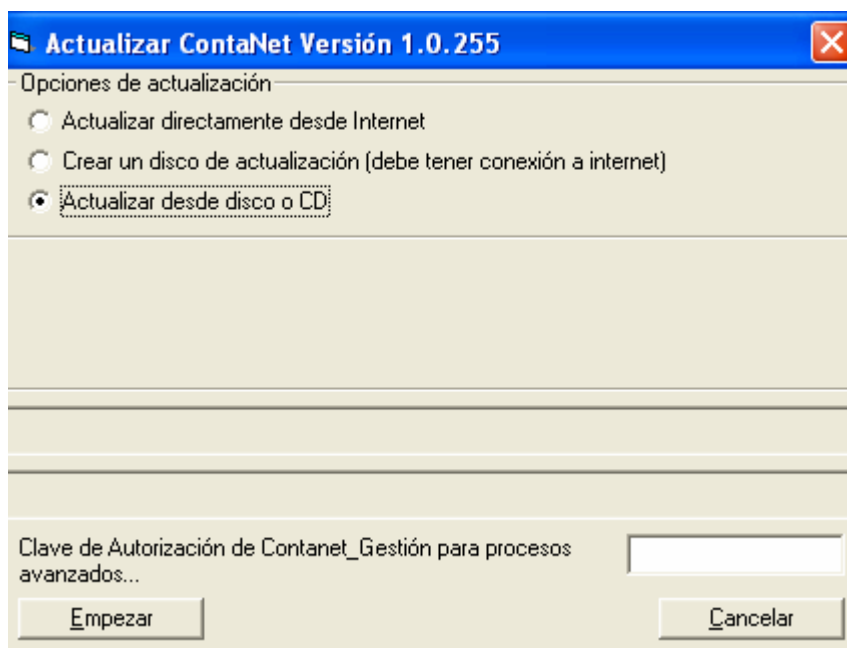 Actualizar ContaNet Versión 1.0.255
Opciones de actualización
Actualizar directamente desde Internet
Crear un disco de actualización (debe tener conexión a internet)
Actualizar desde disco o CD
Clave de Autorización de Contanet_Gestión para procesos
avanzados...
Empezar
Cancelar